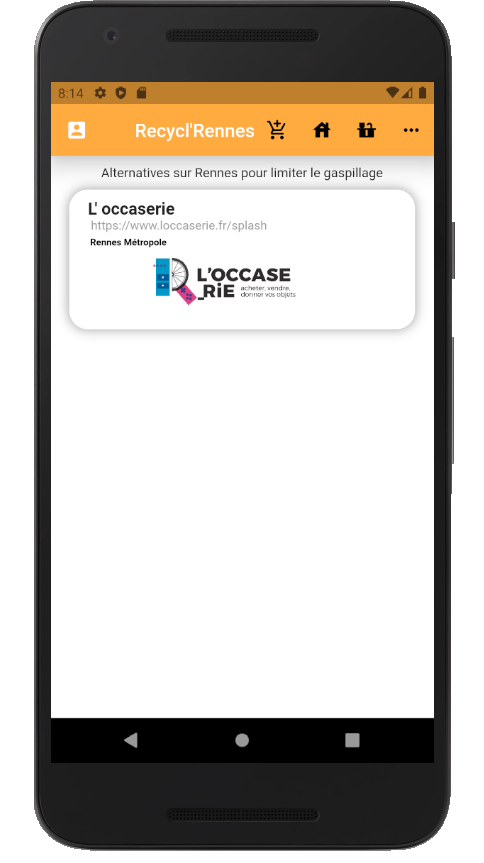 8:14
Recycl'Rennes
Alternatives sur Rennes pour limiter le gaspillage
L' occaserie
https://www.loccaserie.fr/splash
Rennes Métropole
L'OCCASE
_RiE
acheter, vendre,
donner vos objets